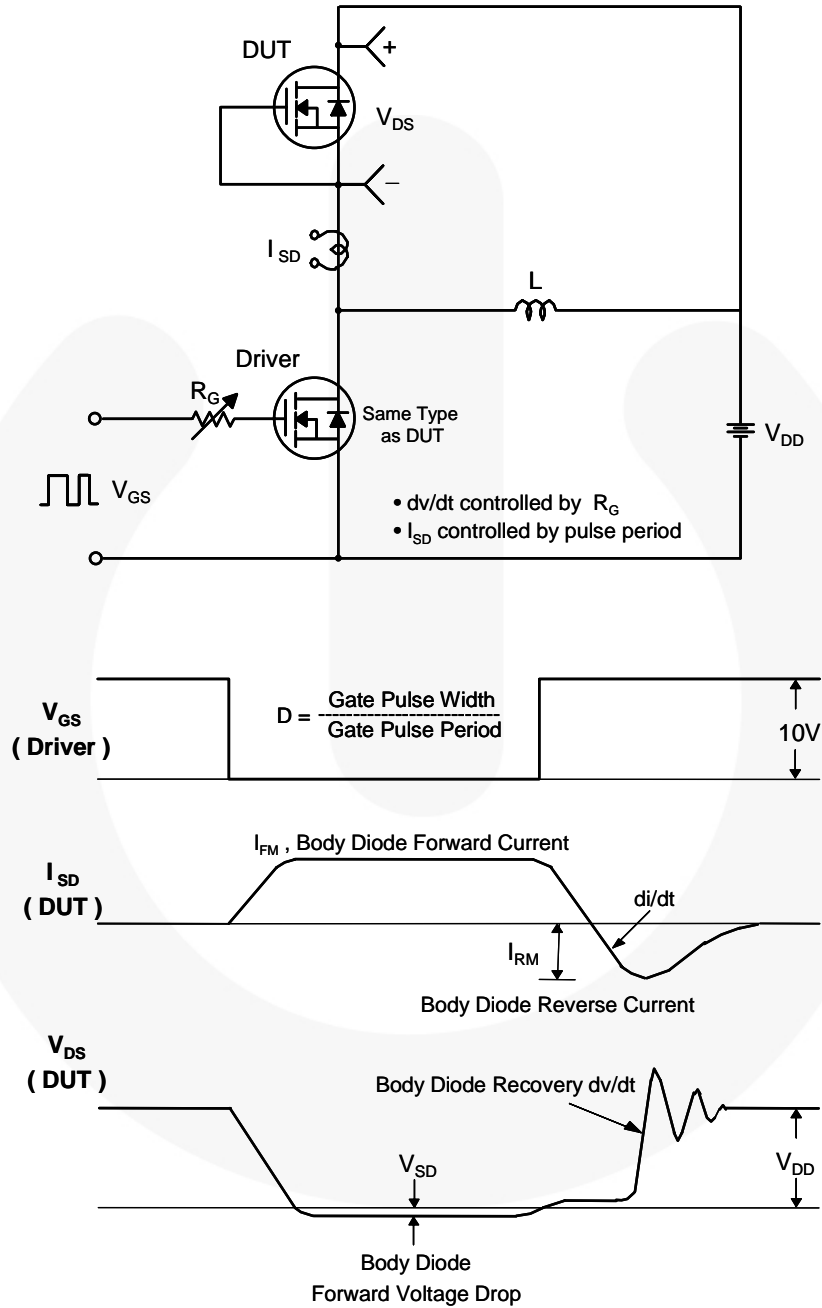 DUT
+
V_DS
−
I_SD
L
Driver
R_G
Same Type
as DUT
V_DD
V_GS
• dv/dt controlled by R_G
• I_SD controlled by pulse period
V_GS
( Driver )
D = Gate Pulse Width
Gate Pulse Period
10V
I_FM , Body Diode Forward Current
I_SD
( DUT )
di/dt
I_RM
Body Diode Reverse Current
V_DS
( DUT )
Body Diode Recovery dv/dt
V_SD
V_DD
Body Diode
Forward Voltage Drop